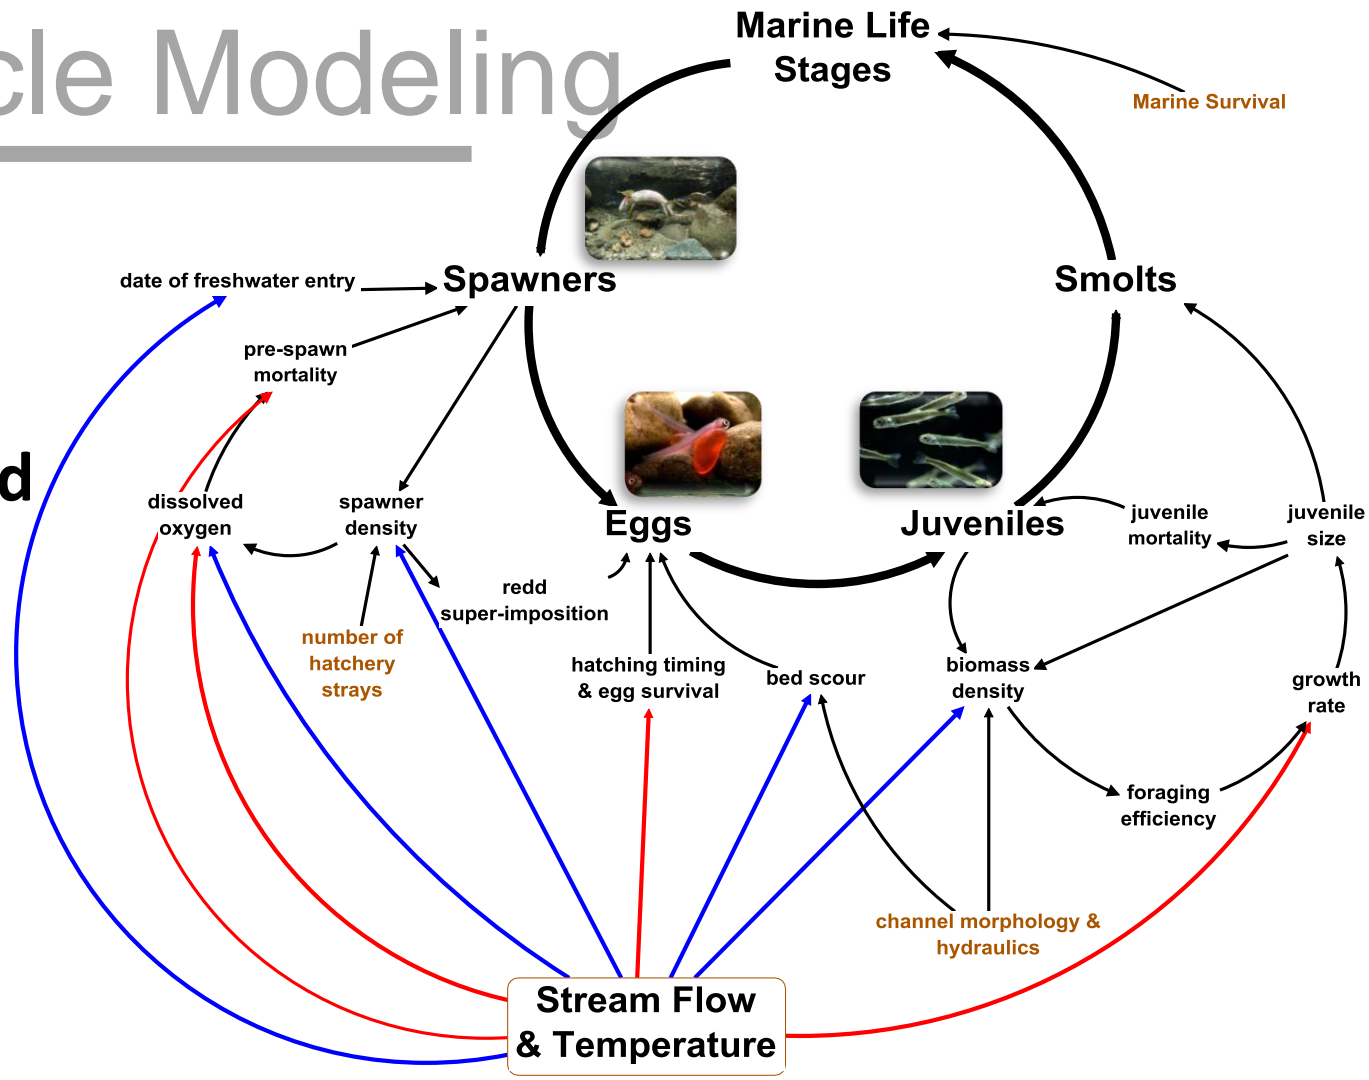 cle Modeling
Marine Life
Stages
Marine Survival
date of freshwater entry
Spawners
Smolts
pre-spawn
mortality
d
dissolved
oxygen
spawner
density
Eggs
Juveniles
juvenile
mortality
juvenile
size
redd
super-imposition
number of
hatchery
strays
hatching timing
& egg survival
bed scour
biomass
density
growth
rate
foraging
efficiency
channel morphology &
hydraulics
Stream Flow
& Temperature